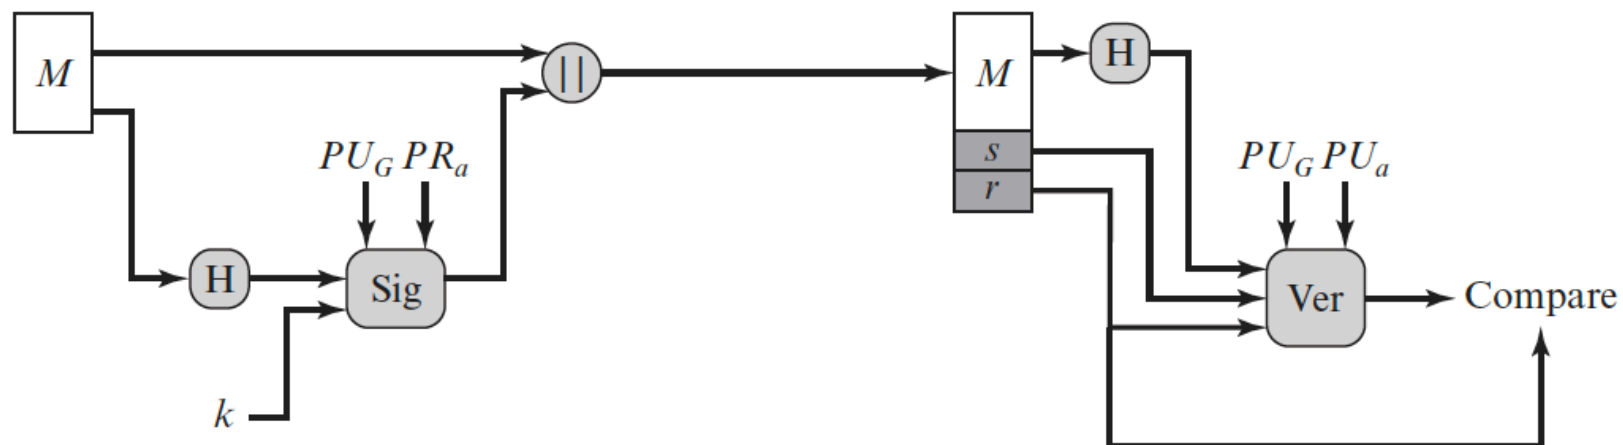 M
||
M
H
s
r
PU_G PR_a
PU_G PU_a
H
Sig
Ver
Compare
k